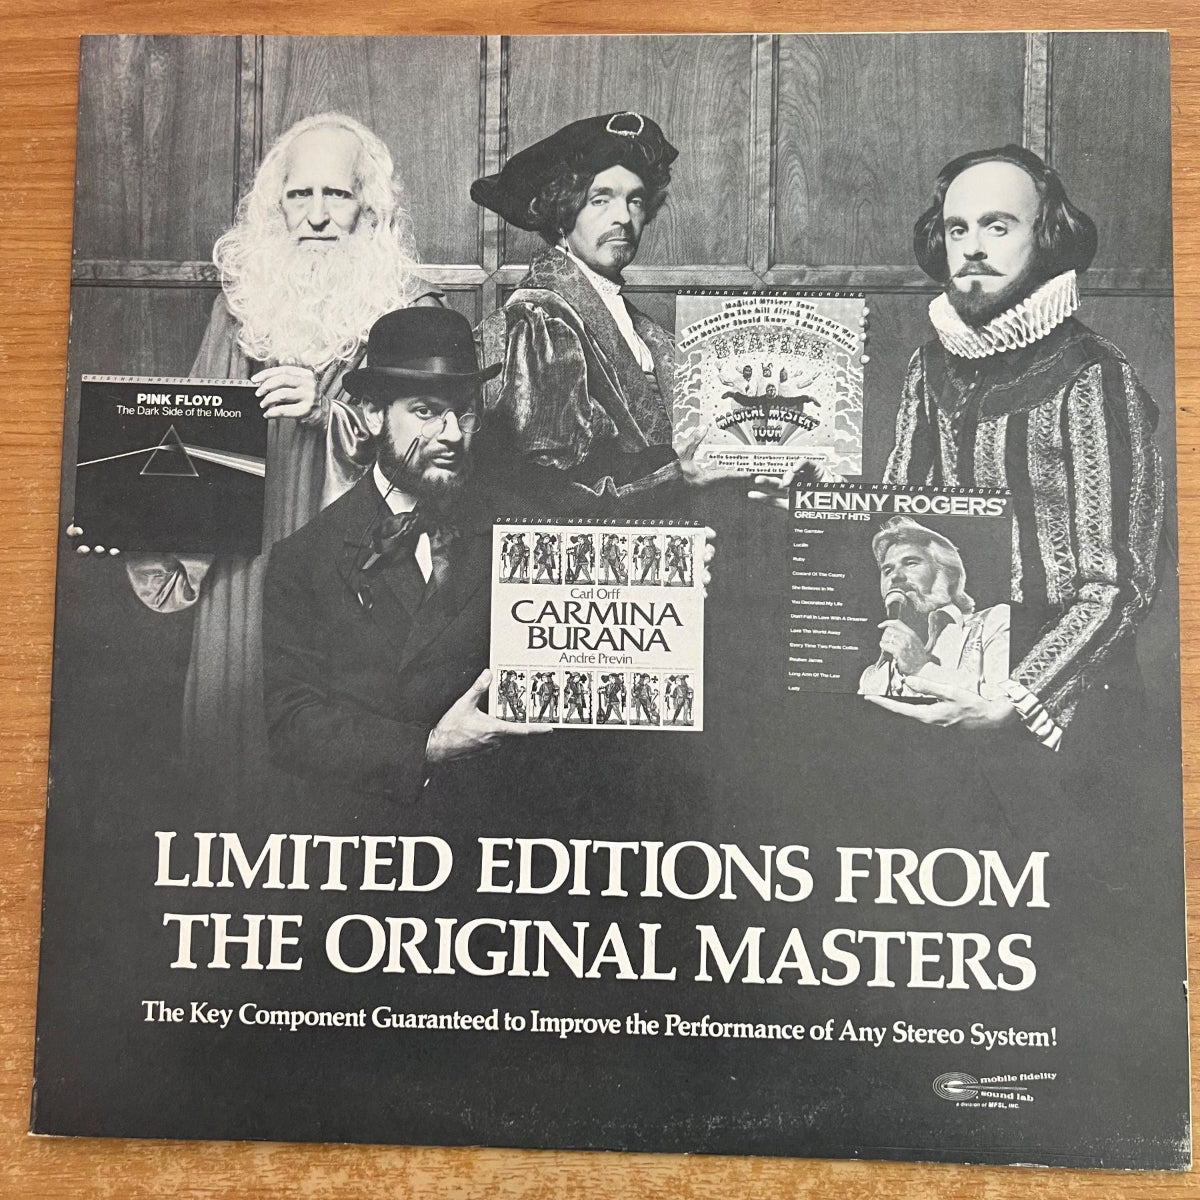 ORIGINAL MASTER RECORDING
PINK FLOYD
The Dark Side of the Moon
ORIGINAL MASTER RECORDING
Magical Mystery Tour
The Fool On The Hill Flying Blue Jay Way
Your Mother Should Know I Am The Walrus
BEATLES
MAGICAL MYSTERY
TOUR
Hello Goodbye Strawberry Fields Forever
Penny Lane Baby You're A
All You Need Is
ORIGINAL MASTER RECORDING
KENNY ROGERS'
GREATEST HITS
The Gambler
Lucille
Ruby
Coward Of The County
She Believes In Me
You Decorated My Life
Don't Fall In Love With A Dreamer
Love The World Away
Every Time Two Fools Collide
Reuben James
Long Arm Of The Law
Lady
ORIGINAL MASTER RECORDING
Carl Orff
CARMINA
BURANA
André Previn
LIMITED EDITIONS FROM
THE ORIGINAL MASTERS
The Key Component Guaranteed to Improve the Performance of Any Stereo System!
mobile fidelity
sound lab
a division of MFSL, INC.